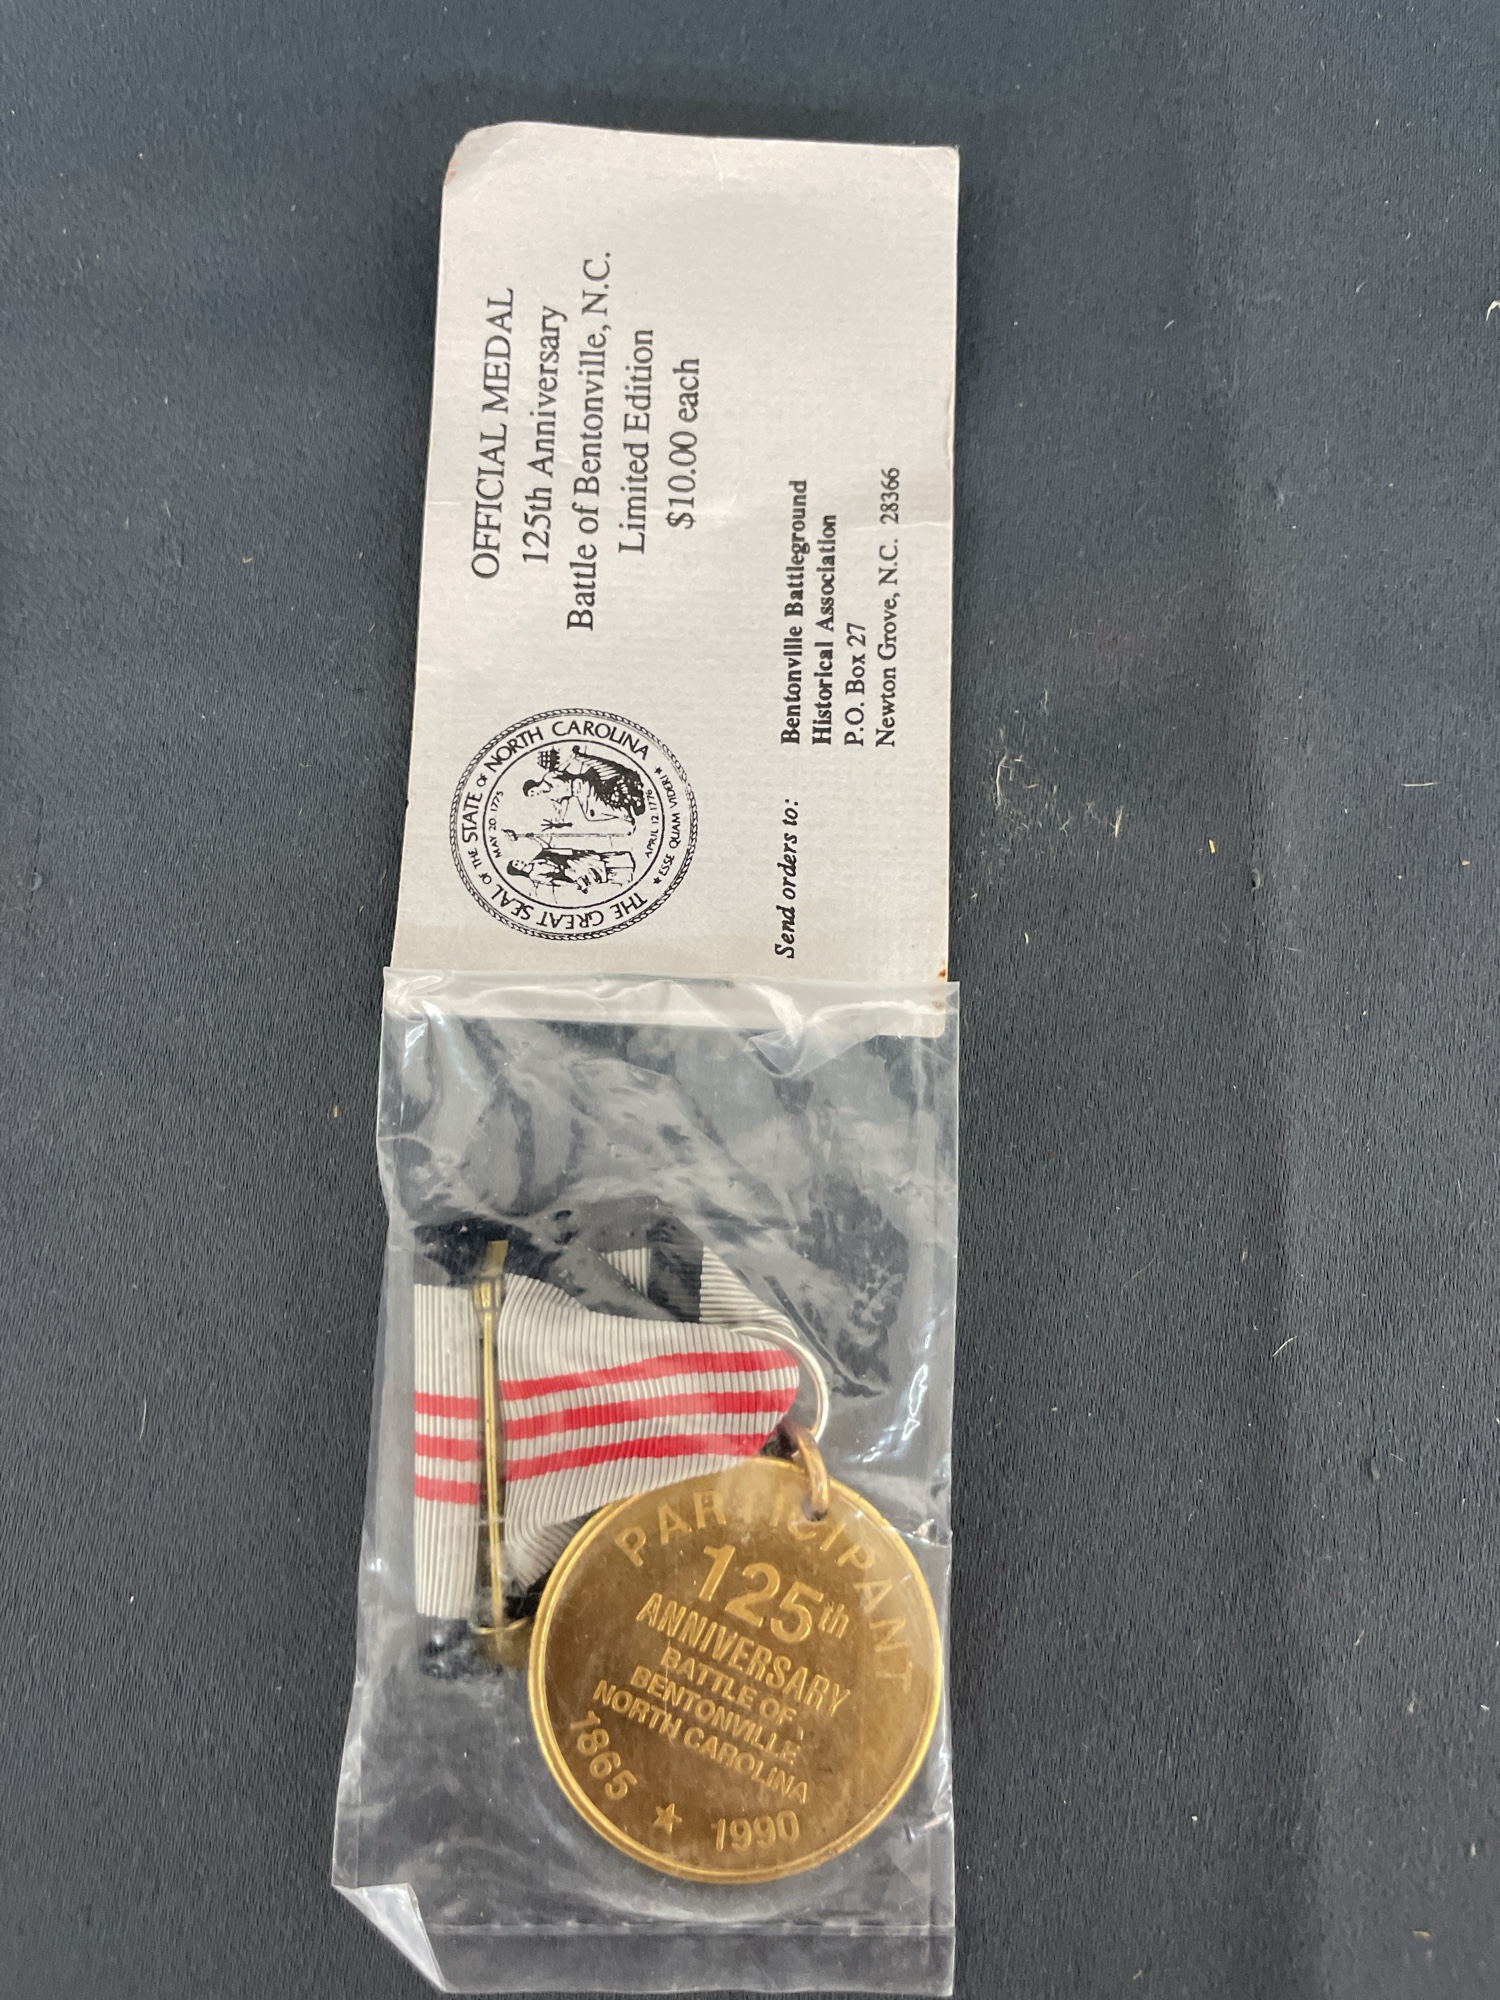 OFFICIAL MEDAL
125th Anniversary
Battle of Bentonville, N.C.
Limited Edition
$10.00 each
THE GREAT SEAL OF THE STATE OF NORTH CAROLINA
MAY 20, 1775
APRIL 12, 1776
★ ESSE QUAM VIDERI ★
Send orders to:
Bentonville Battleground
Historical Association
P.O. Box 27
Newton Grove, N.C. 28366
PARTICIPANT
125th
ANNIVERSARY
BATTLE OF
BENTONVILLE
NORTH CAROLINA
1865 ★ 1990